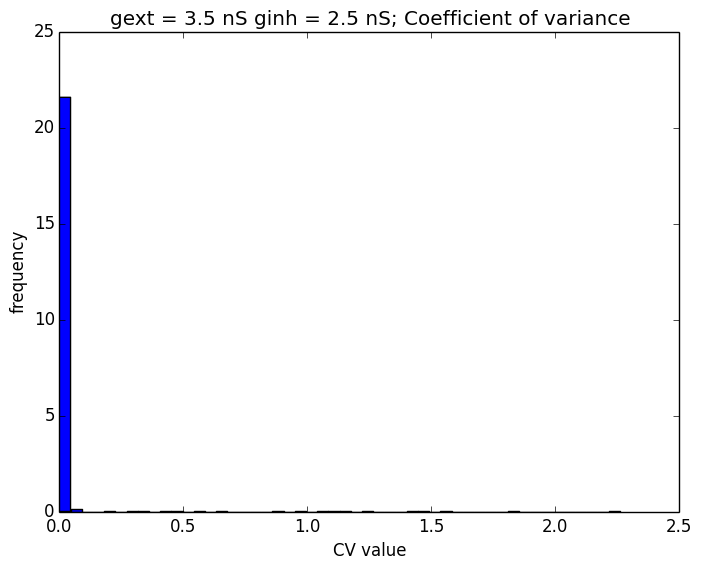 gext = 3.5 nS ginh = 2.5 nS; Coefficient of variance
25
20
15
10
5
0
frequency
0.0 0.5 1.0 1.5 2.0 2.5
CV value